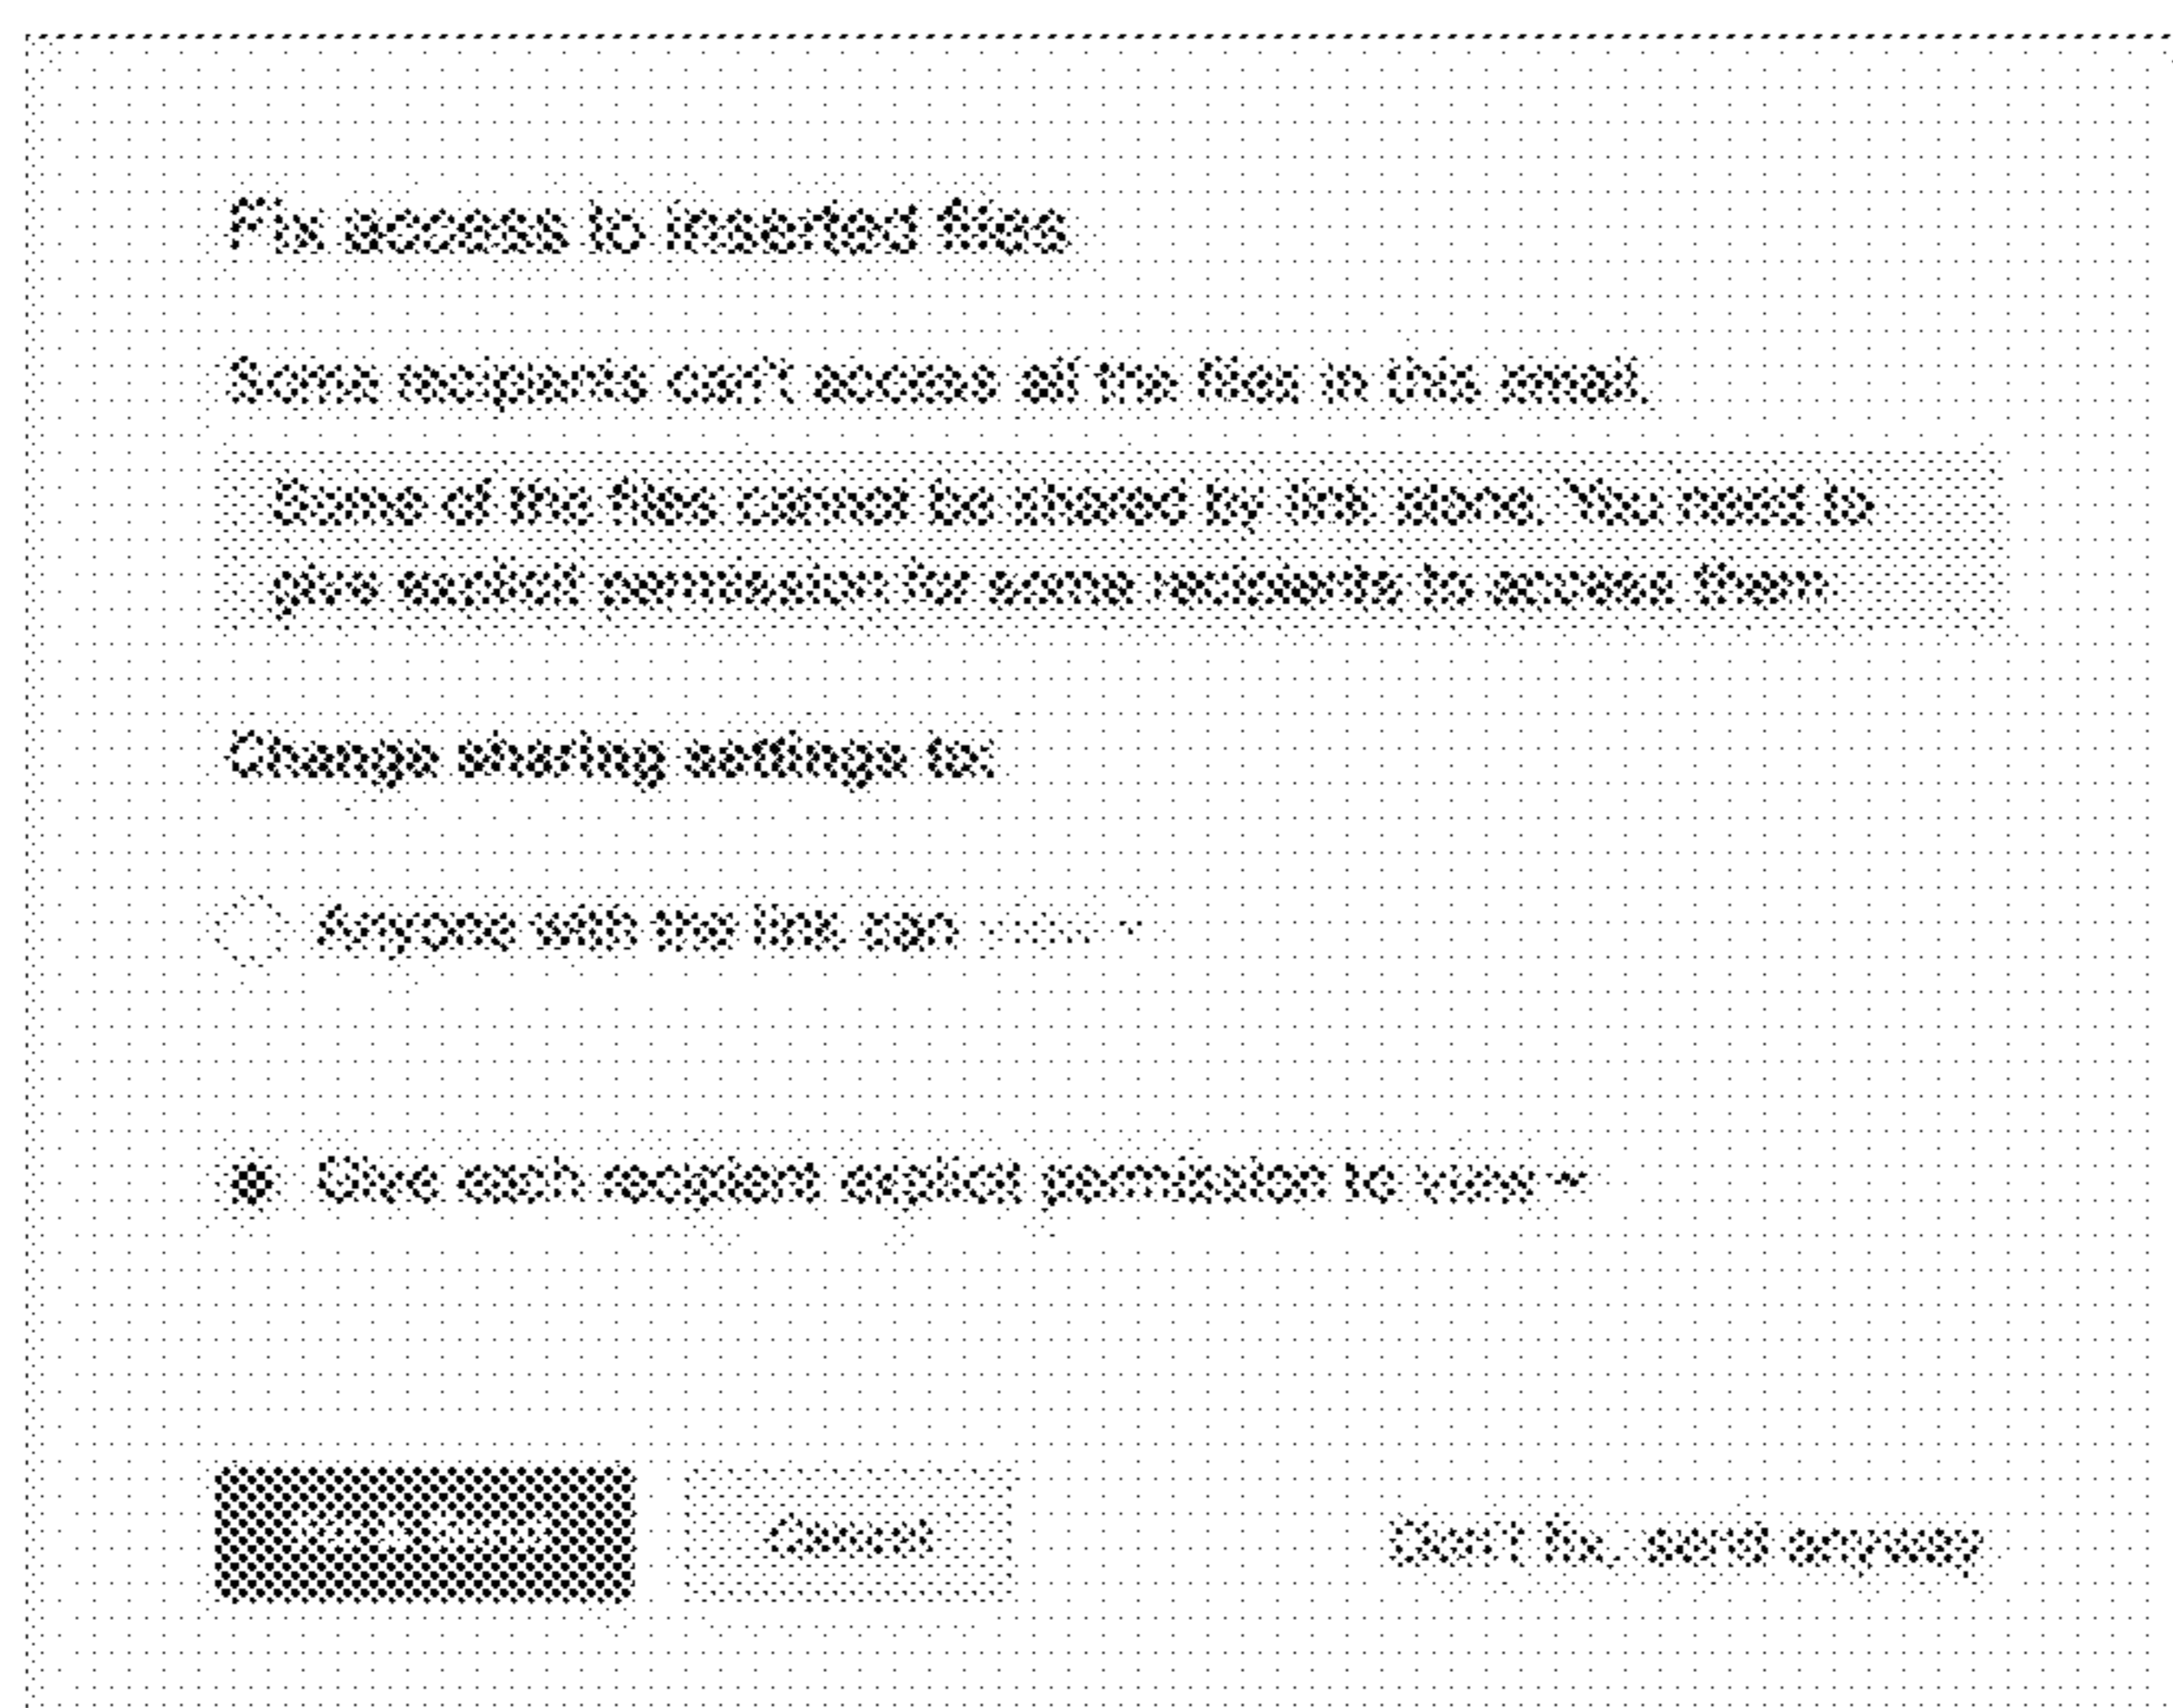 Fix access to inserted files
Some recipients can't access all the files in this email.
Some of the files cannot be shared by link alone. You need to
give explicit permission for some recipients to access them
Change sharing settings to:
Anyone with the link can
Give each recipient explicit permission to view
Cancel Don't fix, send anyway